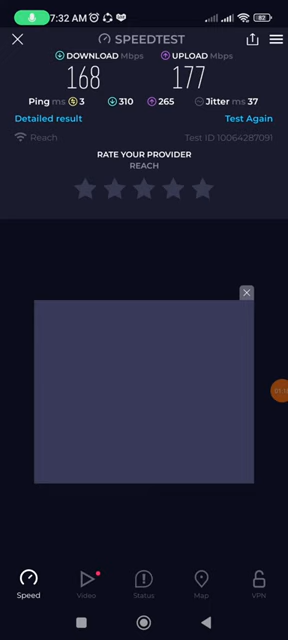 7:32 AM
82
SPEEDTEST
DOWNLOAD Mbps UPLOAD Mbps
168 177
Ping ms 3 310 265 Jitter ms 37
Detailed result Test Again
Reach Test ID 10064287091
RATE YOUR PROVIDER
REACH
Speed Video Status Map VPN